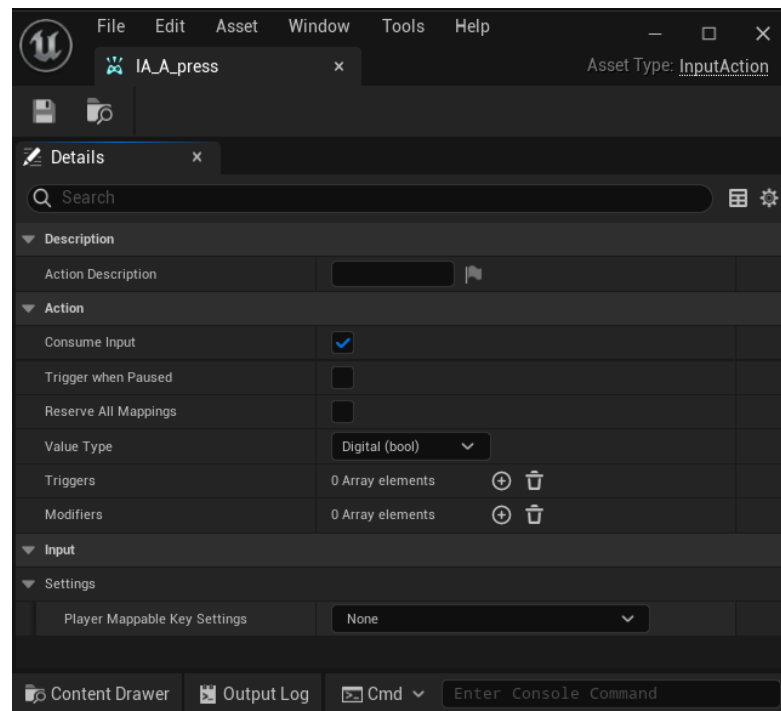 File Edit Asset Window Tools Help
IA_A_press
Asset Type: InputAction
Details
Search
Description
Action Description
Action
Consume Input
Trigger when Paused
Reserve All Mappings
Value Type Digital (bool)
Triggers 0 Array elements
Modifiers 0 Array elements
Input
Settings
Player Mappable Key Settings None
Content Drawer Output Log Cmd Enter Console Command